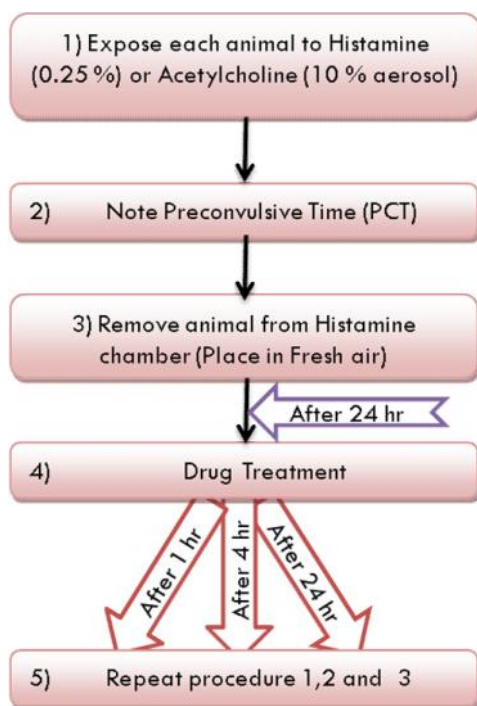 1) Expose each animal to Histamine
(0.25 %) or Acetylcholine (10 % aerosol)
2) Note Preconvulsive Time (PCT)
3) Remove animal from Histamine
chamber (Place in Fresh air)
After 24 hr
4) Drug Treatment
After 1 hr
After 4 hr
After 24 hr
5) Repeat procedure 1,2 and 3